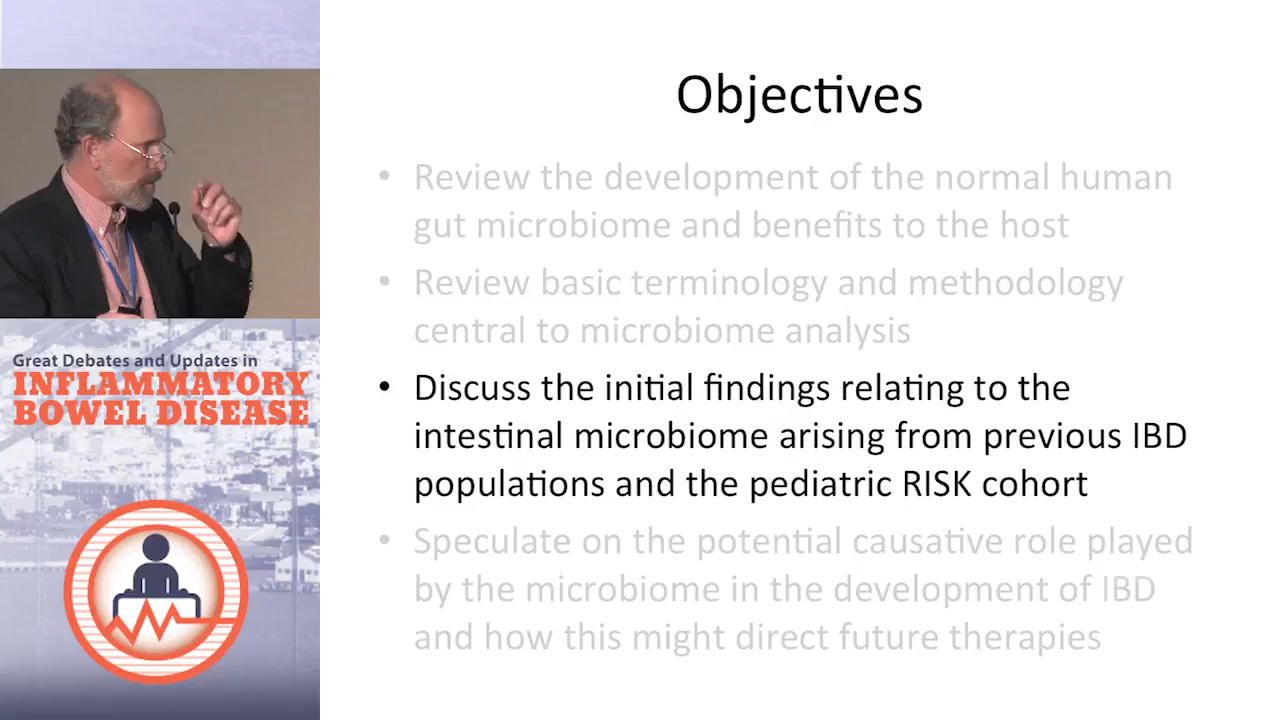 Objectives
• Review the development of the normal human
gut microbiome and benefits to the host
• Review basic terminology and methodology
central to microbiome analysis
• Discuss the initial findings relating to the
intestinal microbiome arising from previous IBD
populations and the pediatric RISK cohort
• Speculate on the potential causative role played
by the microbiome in the development of IBD
and how this might direct future therapies
Great Debates and Updates in
INFLAMMATORY
BOWEL DISEASE